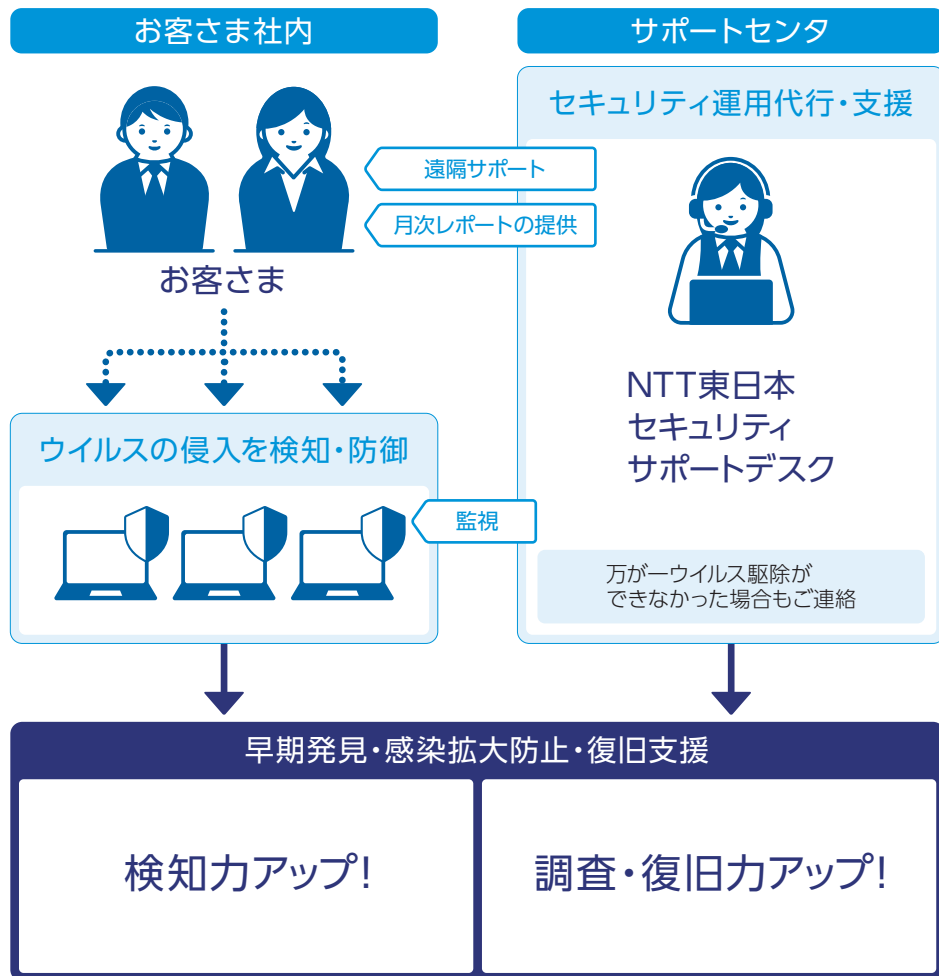 お客さま社内
サポートセンタ
セキュリティ運用代行・支援
遠隔サポート
月次レポートの提供
お客さま
NTT東日本
セキュリティ
サポートデスク
ウイルスの侵入を検知・防御
監視
万が一ウイルス駆除が
できなかった場合もご連絡
早期発見・感染拡大防止・復旧支援
検知力アップ!
調査・復旧力アップ!